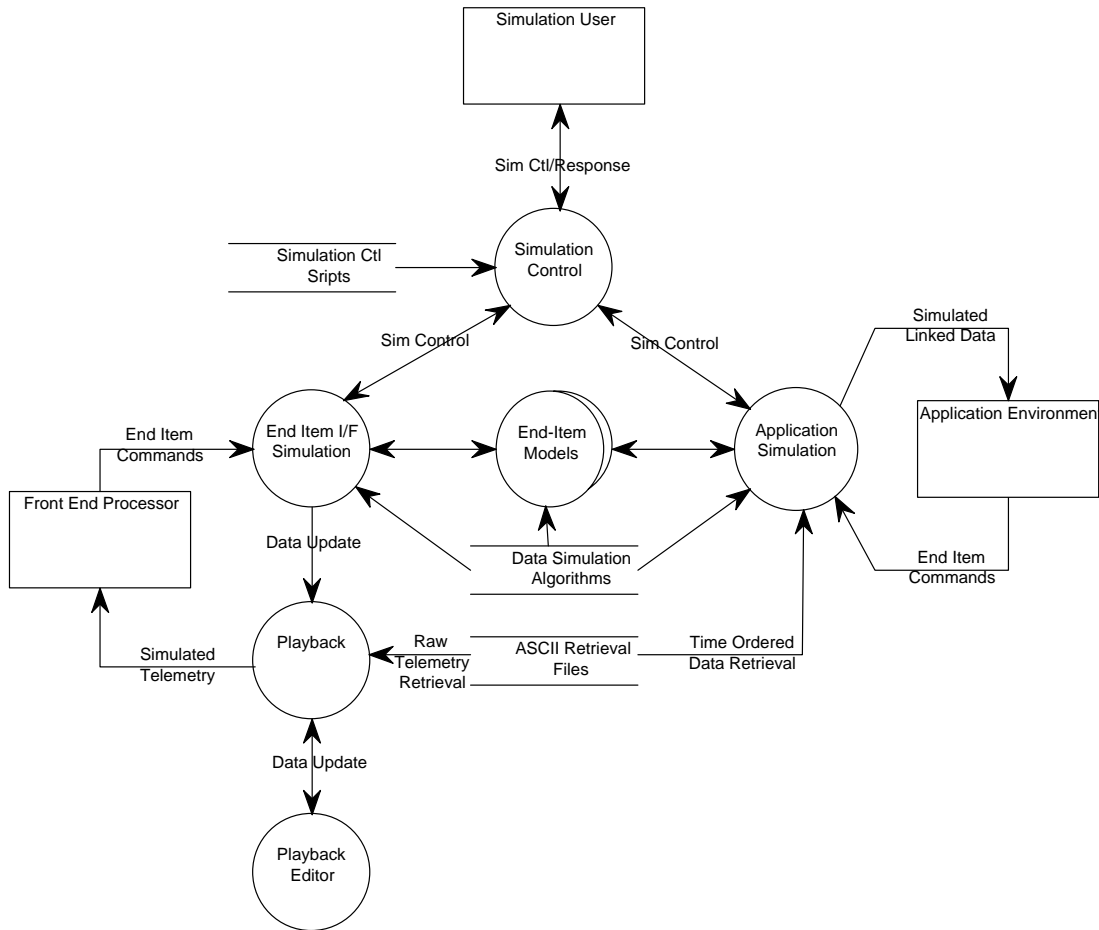 Simulation User
Sim Ctl/Response
Simulation Ctl
Sripts
Simulation
Control
Sim Control
Sim Control
Simulated
Linked Data
End Item
Commands
End Item I/F
Simulation
End-Item
Models
Application
Simulation
Application Environmen
Front End Processor
Data Update
Data Simulation
Algorithms
End Item
Commands
Simulated
Telemetry
Playback
Raw
Telemetry
Retrieval
ASCII Retrieval
Files
Time Ordered
Data Retrieval
Data Update
Playback
Editor